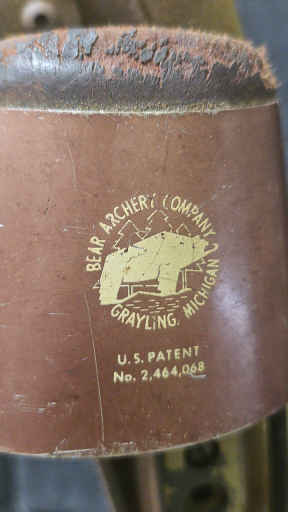 BEAR ARCHERY COMPANY
GRAYLING, MICHIGAN
U.S. PATENT
No. 2,464,068